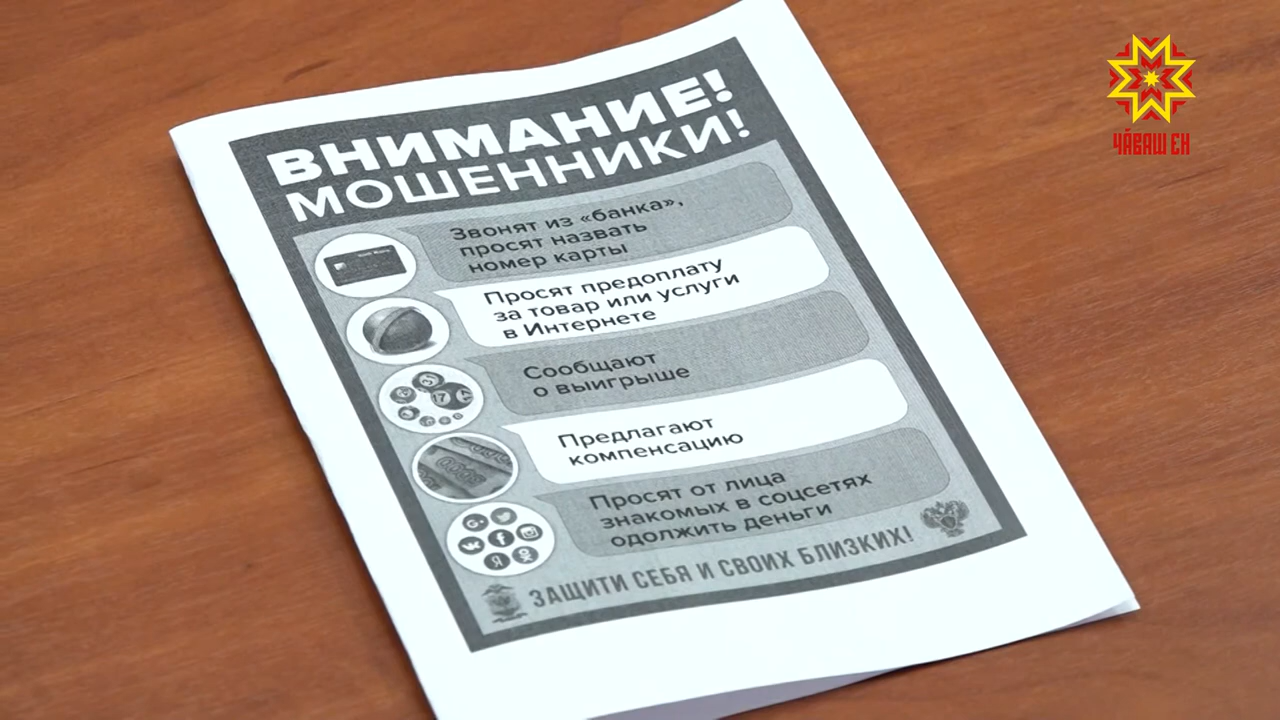 ВНИМАНИЕ!
МОШЕННИКИ!
Звонят из «банка»,
просят назвать
номер карты
Просят предоплату
за товар или услуги
в Интернете
Сообщают
о выигрыше
Предлагают
компенсацию
Просят от лица
знакомых в соцсетях
одолжить деньги
ЗАЩИТИ СЕБЯ И СВОИХ БЛИЗКИХ!
ЧӐВАШ ЕН